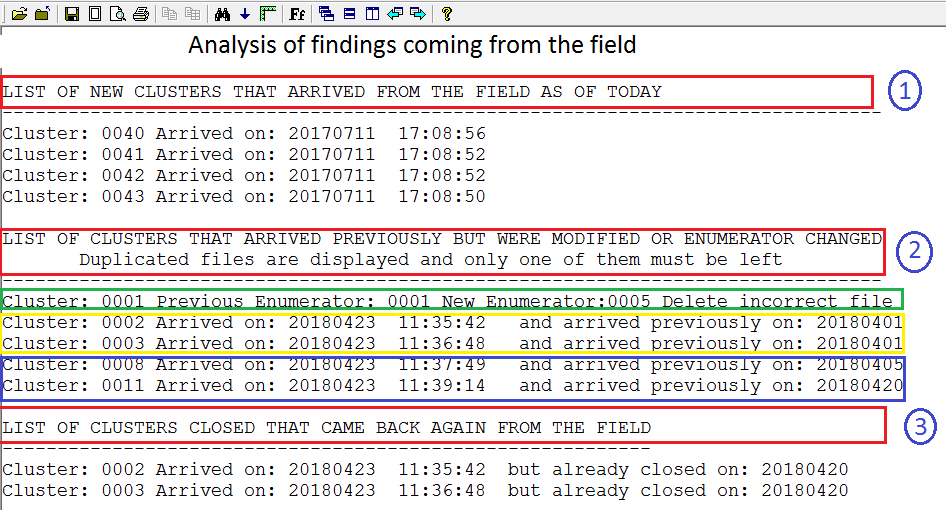 Ff ?
Analysis of findings coming from the field
LIST OF NEW CLUSTERS THAT ARRIVED FROM THE FIELD AS OF TODAY
1
--------------------------------------------------------------------------------
Cluster: 0040 Arrived on: 20170711  17:08:56
Cluster: 0041 Arrived on: 20170711  17:08:52
Cluster: 0042 Arrived on: 20170711  17:08:52
Cluster: 0043 Arrived on: 20170711  17:08:50
LIST OF CLUSTERS THAT ARRIVED PREVIOUSLY BUT WERE MODIFIED OR ENUMERATOR CHANGED
2
Duplicated files are displayed and only one of them must be left
--------------------------------------------------------------------------------
Cluster: 0001 Previous Enumerator: 0001 New Enumerator:0005 Delete incorrect file
Cluster: 0002 Arrived on: 20180423  11:35:42   and arrived previously on: 20180401
Cluster: 0003 Arrived on: 20180423  11:36:48   and arrived previously on: 20180401
Cluster: 0008 Arrived on: 20180423  11:37:49   and arrived previously on: 20180405
Cluster: 0011 Arrived on: 20180423  11:39:14   and arrived previously on: 20180420
LIST OF CLUSTERS CLOSED THAT CAME BACK AGAIN FROM THE FIELD
3
-----------------------------------------------------------
Cluster: 0002 Arrived on: 20180423  11:35:42  but already closed on: 20180420
Cluster: 0003 Arrived on: 20180423  11:36:48  but already closed on: 20180420